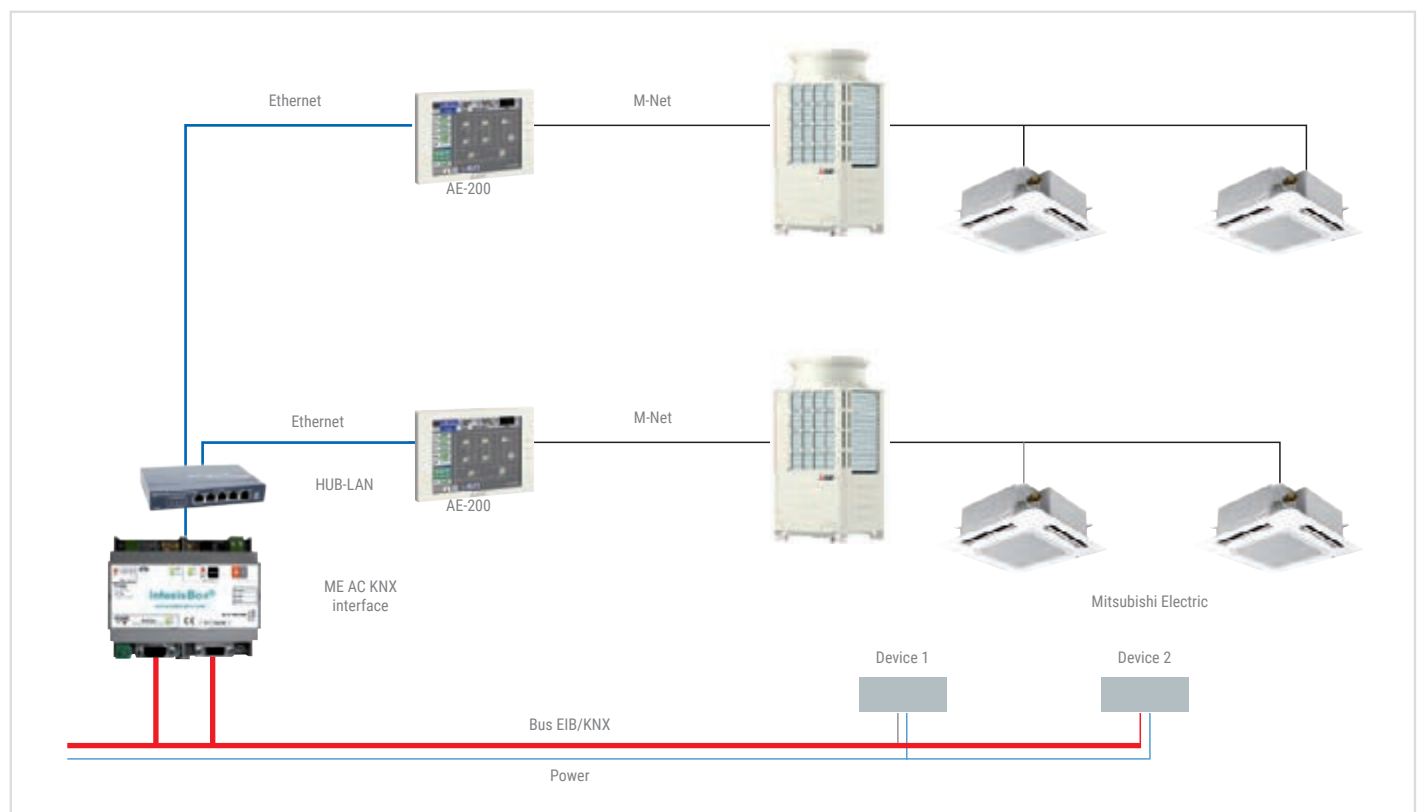 Ethernet
M-Net
AE-200
Ethernet
M-Net
HUB-LAN
AE-200
intesisBox®
ME AC KNX
interface
Mitsubishi Electric
Device 1
Device 2
Bus EIB/KNX
Power